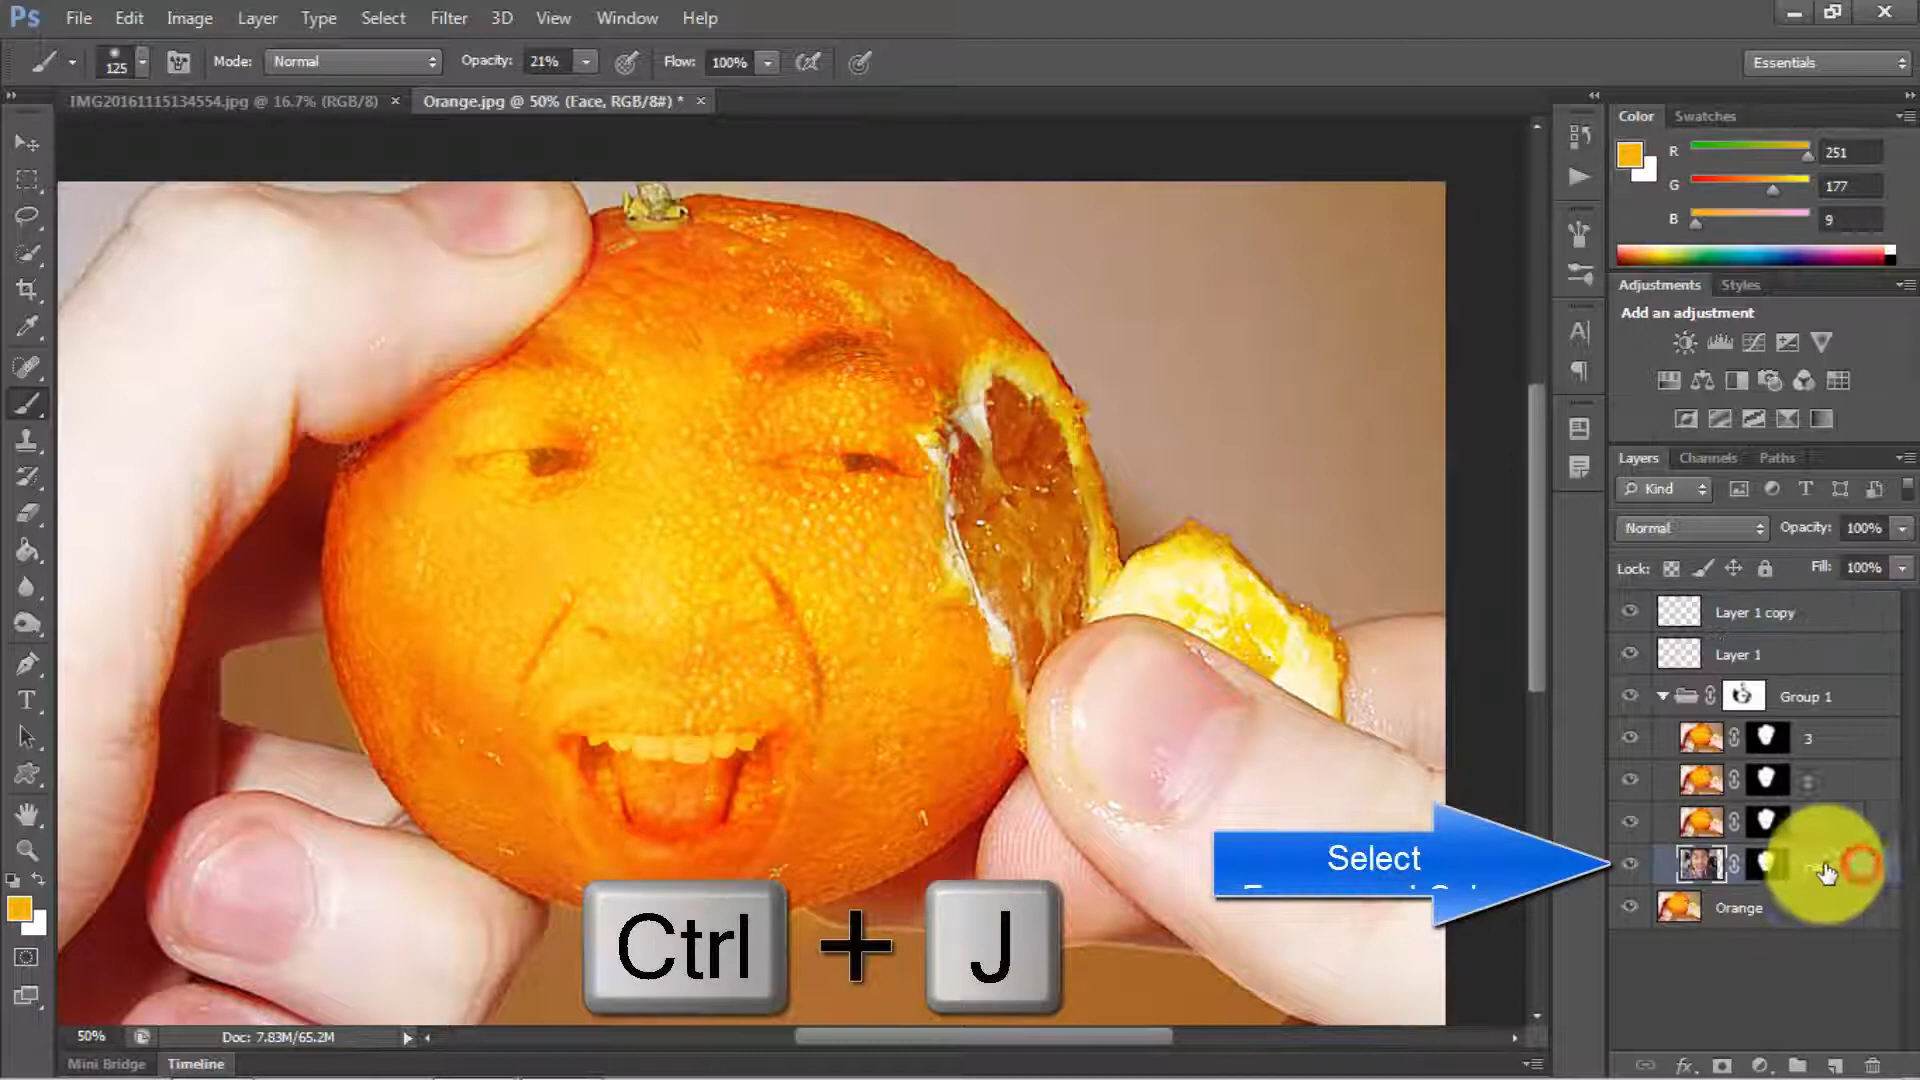 Ps File Edit Image Layer Type Select Filter 3D View Window Help
125 Mode: Normal Opacity: 21% Flow: 100% Essentials
IMG20161115134554.jpg @ 16.7% (RGB/8) × Orange.jpg @ 50% (Face, RGB/8#) * ×
Color Swatches
R 251
G 177
B 9
Adjustments Styles
Add an adjustment
Layers Channels Paths
Kind
Normal Opacity: 100%
Lock: Fill: 100%
Layer 1 copy
Layer 1
Group 1
3
Orange
Select
Ctrl + J
50% Doc: 7.83M/65.2M
Mini Bridge Timeline